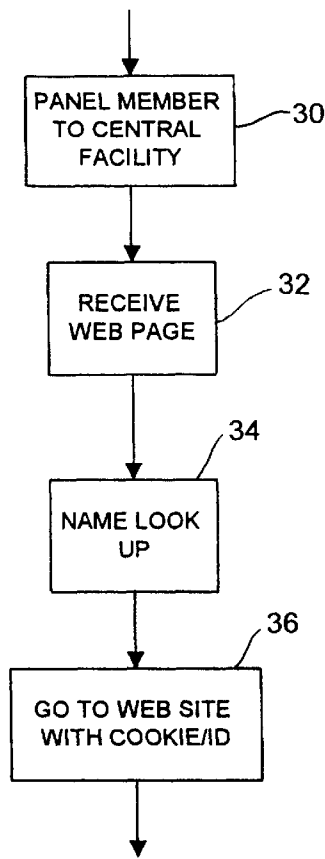 PANEL MEMBER
TO CENTRAL
FACILITY
30
RECEIVE
WEB PAGE
32
34
NAME LOOK
UP
36
GO TO WEB SITE
WITH COOKIE/ID